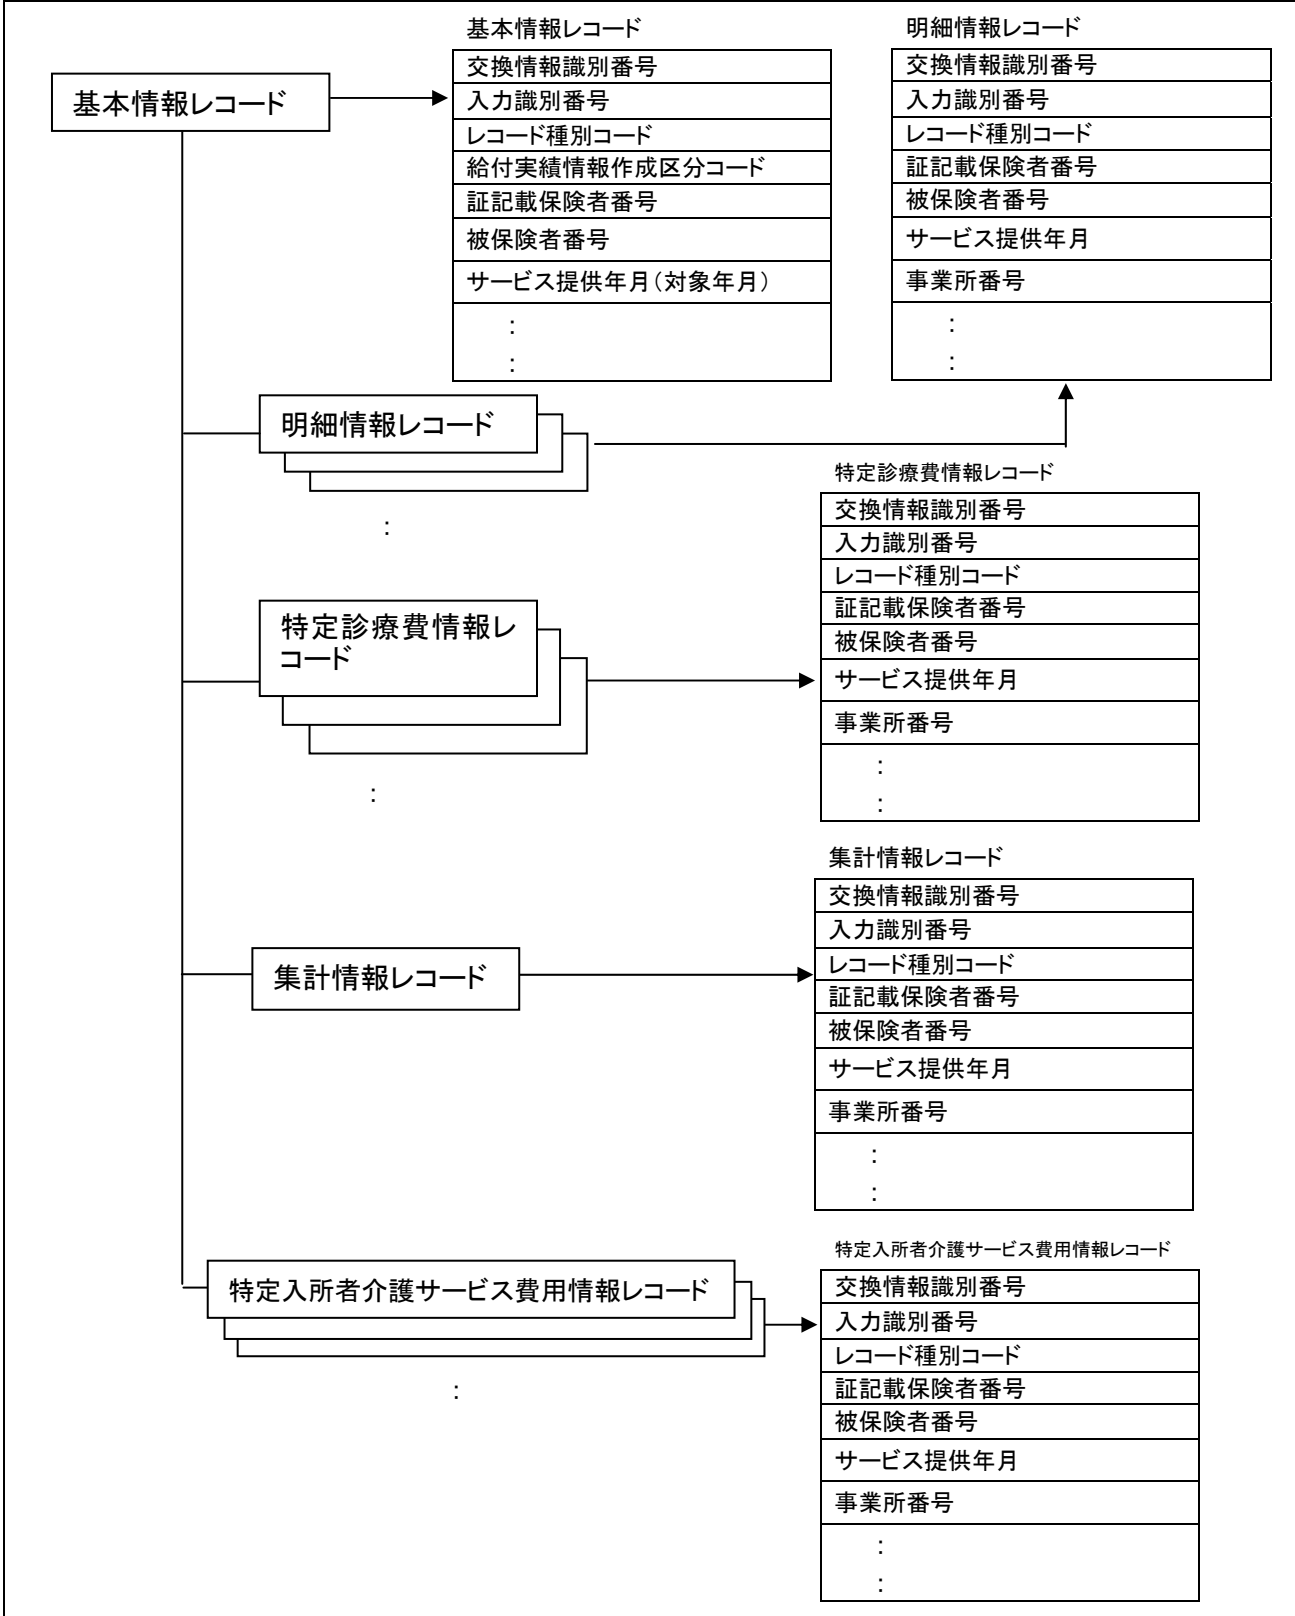 基本情報レコード
基本情報レコード
交換情報識別番号
入力識別番号
レコード種別コード
給付実績情報作成区分コード
証記載保険者番号
被保険者番号
サービス提供年月（対象年月）
：
：
明細情報レコード
交換情報識別番号
入力識別番号
レコード種別コード
証記載保険者番号
被保険者番号
サービス提供年月
事業所番号
：
：
明細情報レコード
：
特定診療費情報レコード
交換情報識別番号
入力識別番号
レコード種別コード
証記載保険者番号
被保険者番号
サービス提供年月
事業所番号
：
：
特定診療費情報レ
コード
：
集計情報レコード
交換情報識別番号
入力識別番号
レコード種別コード
証記載保険者番号
被保険者番号
サービス提供年月
事業所番号
：
：
集計情報レコード
特定入所者介護サービス費用情報レコード
：
特定入所者介護サービス費用情報レコード
交換情報識別番号
入力識別番号
レコード種別コード
証記載保険者番号
被保険者番号
サービス提供年月
事業所番号
：
：